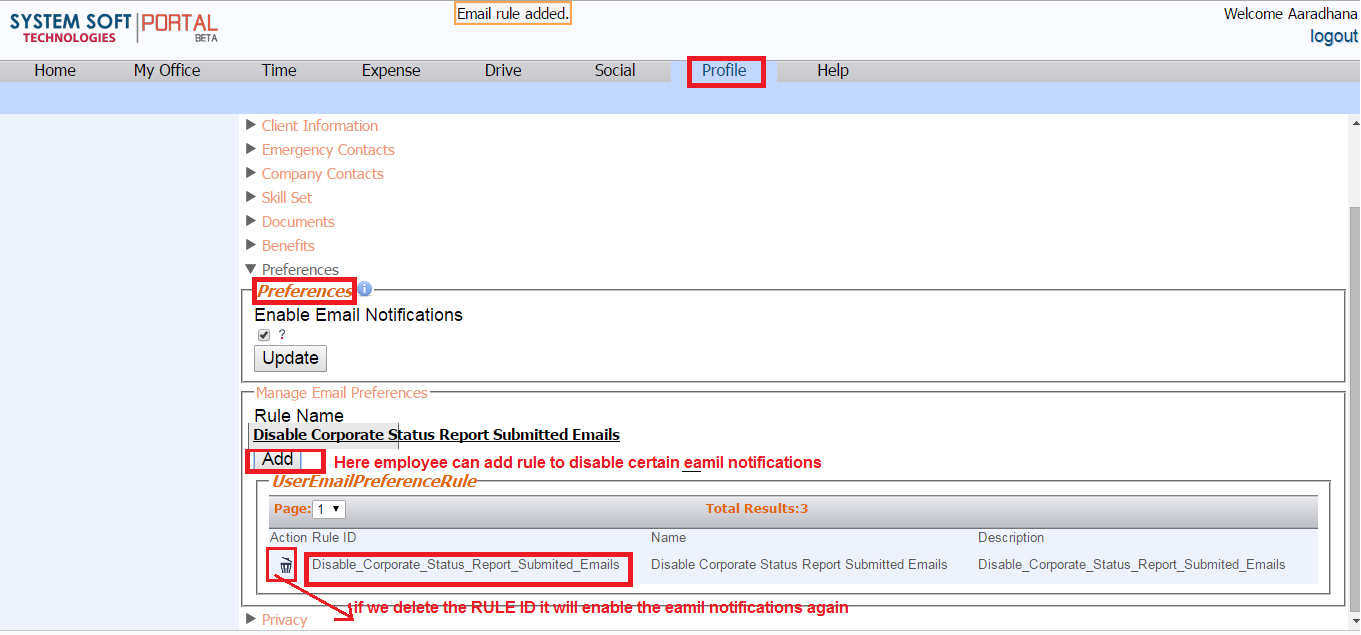 Email rule added.
Welcome Aaradhana
SYSTEM SOFT PORTAL
TECHNOLOGIES BETA
logout
Home My Office Time Expense Drive Social Profile Help
Client Information
Emergency Contacts
Company Contacts
Skill Set
Documents
Benefits
Preferences
Preferences i
Enable Email Notifications
?
Update
Manage Email Preferences
Rule Name
Disable Corporate Status Report Submitted Emails
Add Here employee can add rule to disable certain eamil notifications
UserEmailPreferenceRule
Page: 1 Total Results:3
Action Rule ID Name Description
Disable_Corporate_Status_Report_Submited_Emails Disable Corporate Status Report Submitted Emails Disable_Corporate_Status_Report_Submited_Emails
if we delete the RULE ID it will enable the eamil notifications again
Privacy